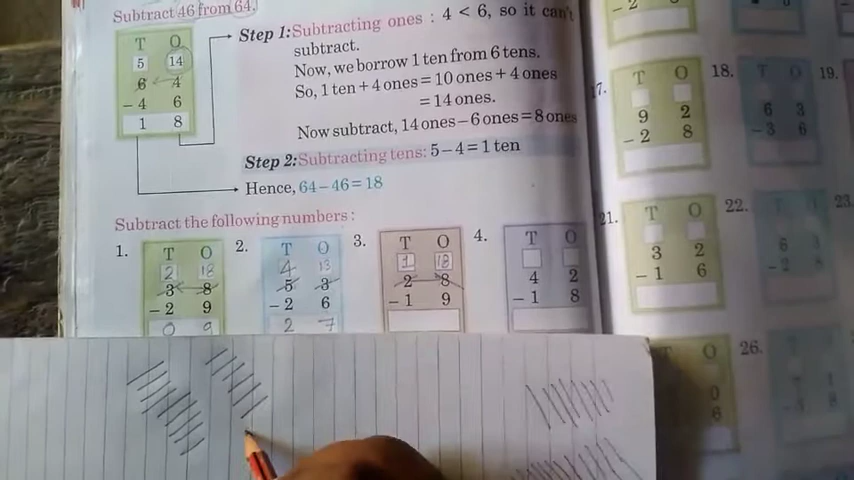 Subtract 46 from 64.
T O
5 14
6 4
- 4 6
1 8
Step 1: Subtracting ones : 4 < 6, so it can't
subtract.
Now, we borrow 1 ten from 6 tens.
So, 1 ten + 4 ones = 10 ones + 4 ones
= 14 ones.
Now subtract, 14 ones - 6 ones = 8 ones
Step 2: Subtracting tens: 5 - 4 = 1 ten
Hence, 64 - 46 = 18
Subtract the following numbers :
1.
T O
2 18
3 8
- 2 9
0 9
2.
T O
4 13
5 3
- 2 6
2 7
3.
T O
1 18
2 8
- 1 9
4.
T O
4 2
- 1 8
17.
T O
9 2
- 2 8
18.
T O
6 3
- 3 6
19.
21.
T O
3 2
- 1 6
22.
T O
- 2 8
23.
26.